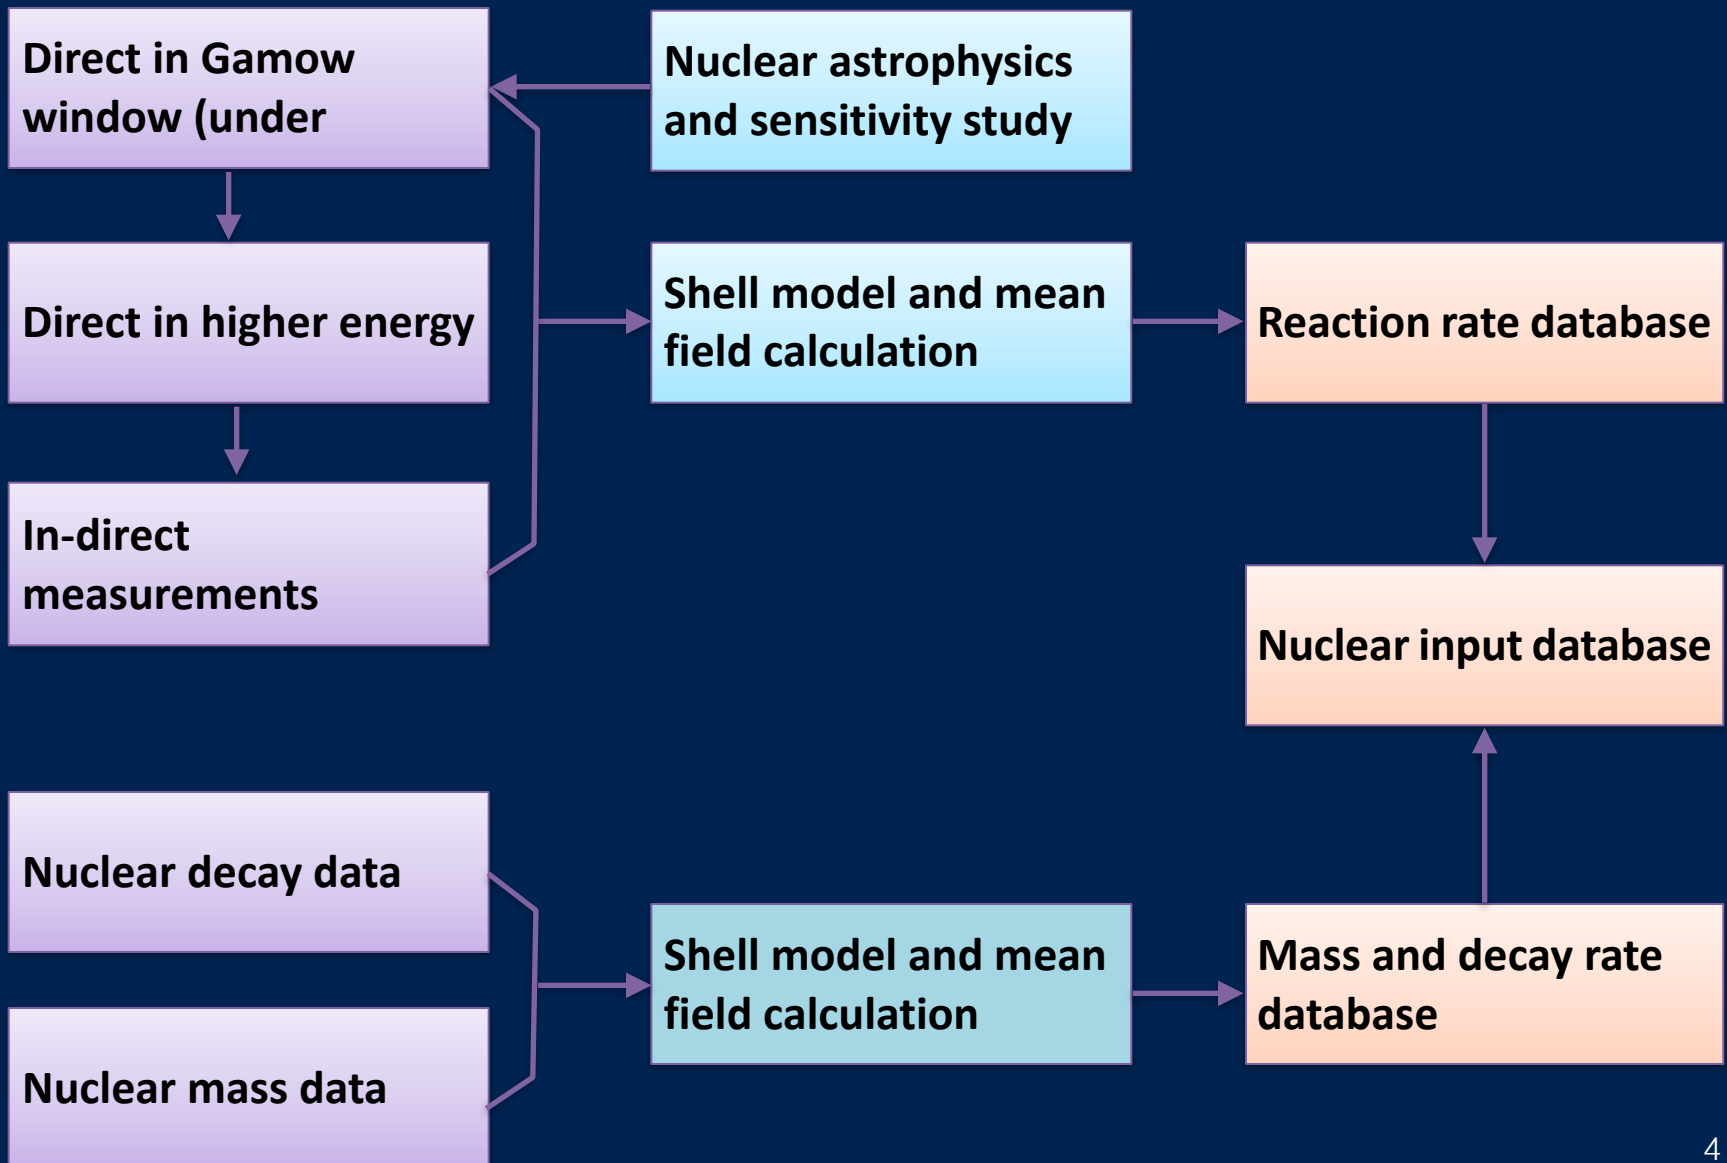 Direct in Gamow
window (under
Nuclear astrophysics
and sensitivity study
Direct in higher energy
Shell model and mean
field calculation
Reaction rate database
In-direct
measurements
Nuclear input database
Nuclear decay data
Shell model and mean
field calculation
Mass and decay rate
database
Nuclear mass data
4